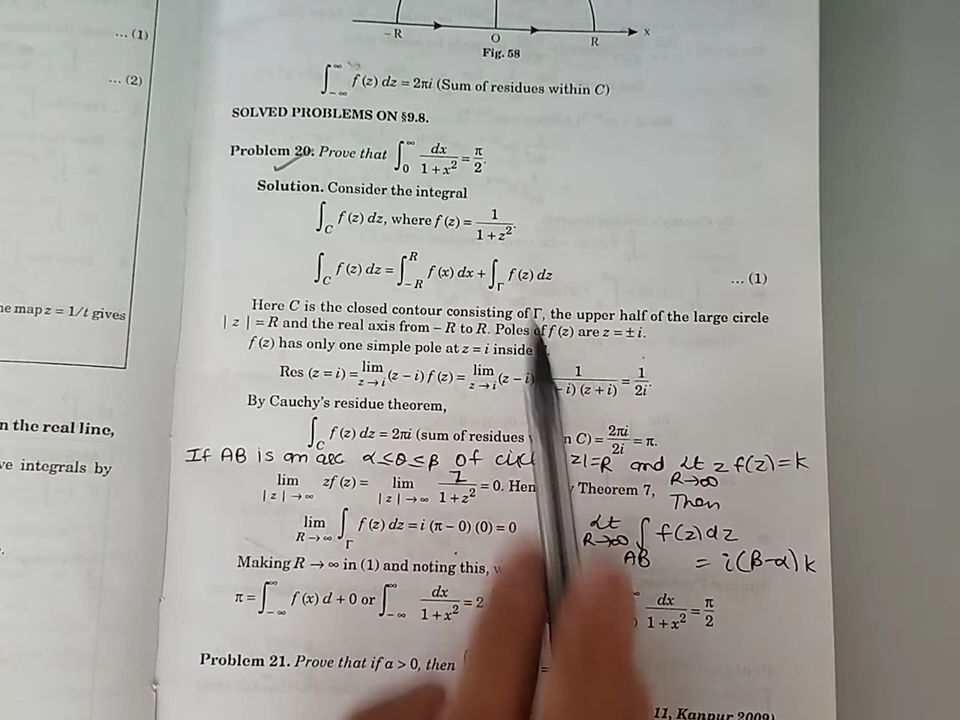 ... (1)
... (2)
he map z = 1/t gives
n the real line,
ve integrals by
– R O R x
Fig. 58
∫_{-∞}^{∞} f (z) dz = 2πi (Sum of residues within C)
SOLVED PROBLEMS ON §9.8.
Problem 20. Prove that ∫_0^∞ dx/(1 + x²) = π/2.
Solution. Consider the integral
∫_C f (z) dz, where f (z) = 1/(1 + z²).
∫_C f (z) dz = ∫_{-R}^{R} f (x) dx + ∫_Γ f (z) dz ... (1)
Here C is the closed contour consisting of Γ, the upper half of the large circle
| z | = R and the real axis from – R to R. Poles of f (z) are z = ± i.
f (z) has only one simple pole at z = i inside
Res (z = i) = lim_{z → i} (z – i) f (z) = lim_{z → i} (z – i) 1/( – i) (z + i) = 1/2i.
By Cauchy's residue theorem,
∫_C f (z) dz = 2πi (sum of residues n C) = 2πi/2i = π.
If AB is an arc α≤θ≤β of circ z|=R and Lt_{R→∞} z f(z)=k
lim_{| z | → ∞} zf (z) = lim_{| z | → ∞} z/(1 + z²) = 0. Hen Theorem 7,
Then
lim_{R → ∞} ∫_Γ f (z) dz = i (π – 0) (0) = 0
Lt_{R→∞} ∫_{AB} f(z)dz
= i(β-α)k
Making R → ∞ in (1) and noting this,
π = ∫_{-∞}^{∞} f (x) d + 0 or ∫_{-∞}^{∞} dx/(1 + x²) = 2 dx/(1 + x²) = π/2
Problem 21. Prove that if a > 0, then
11, Kanpur 2009)